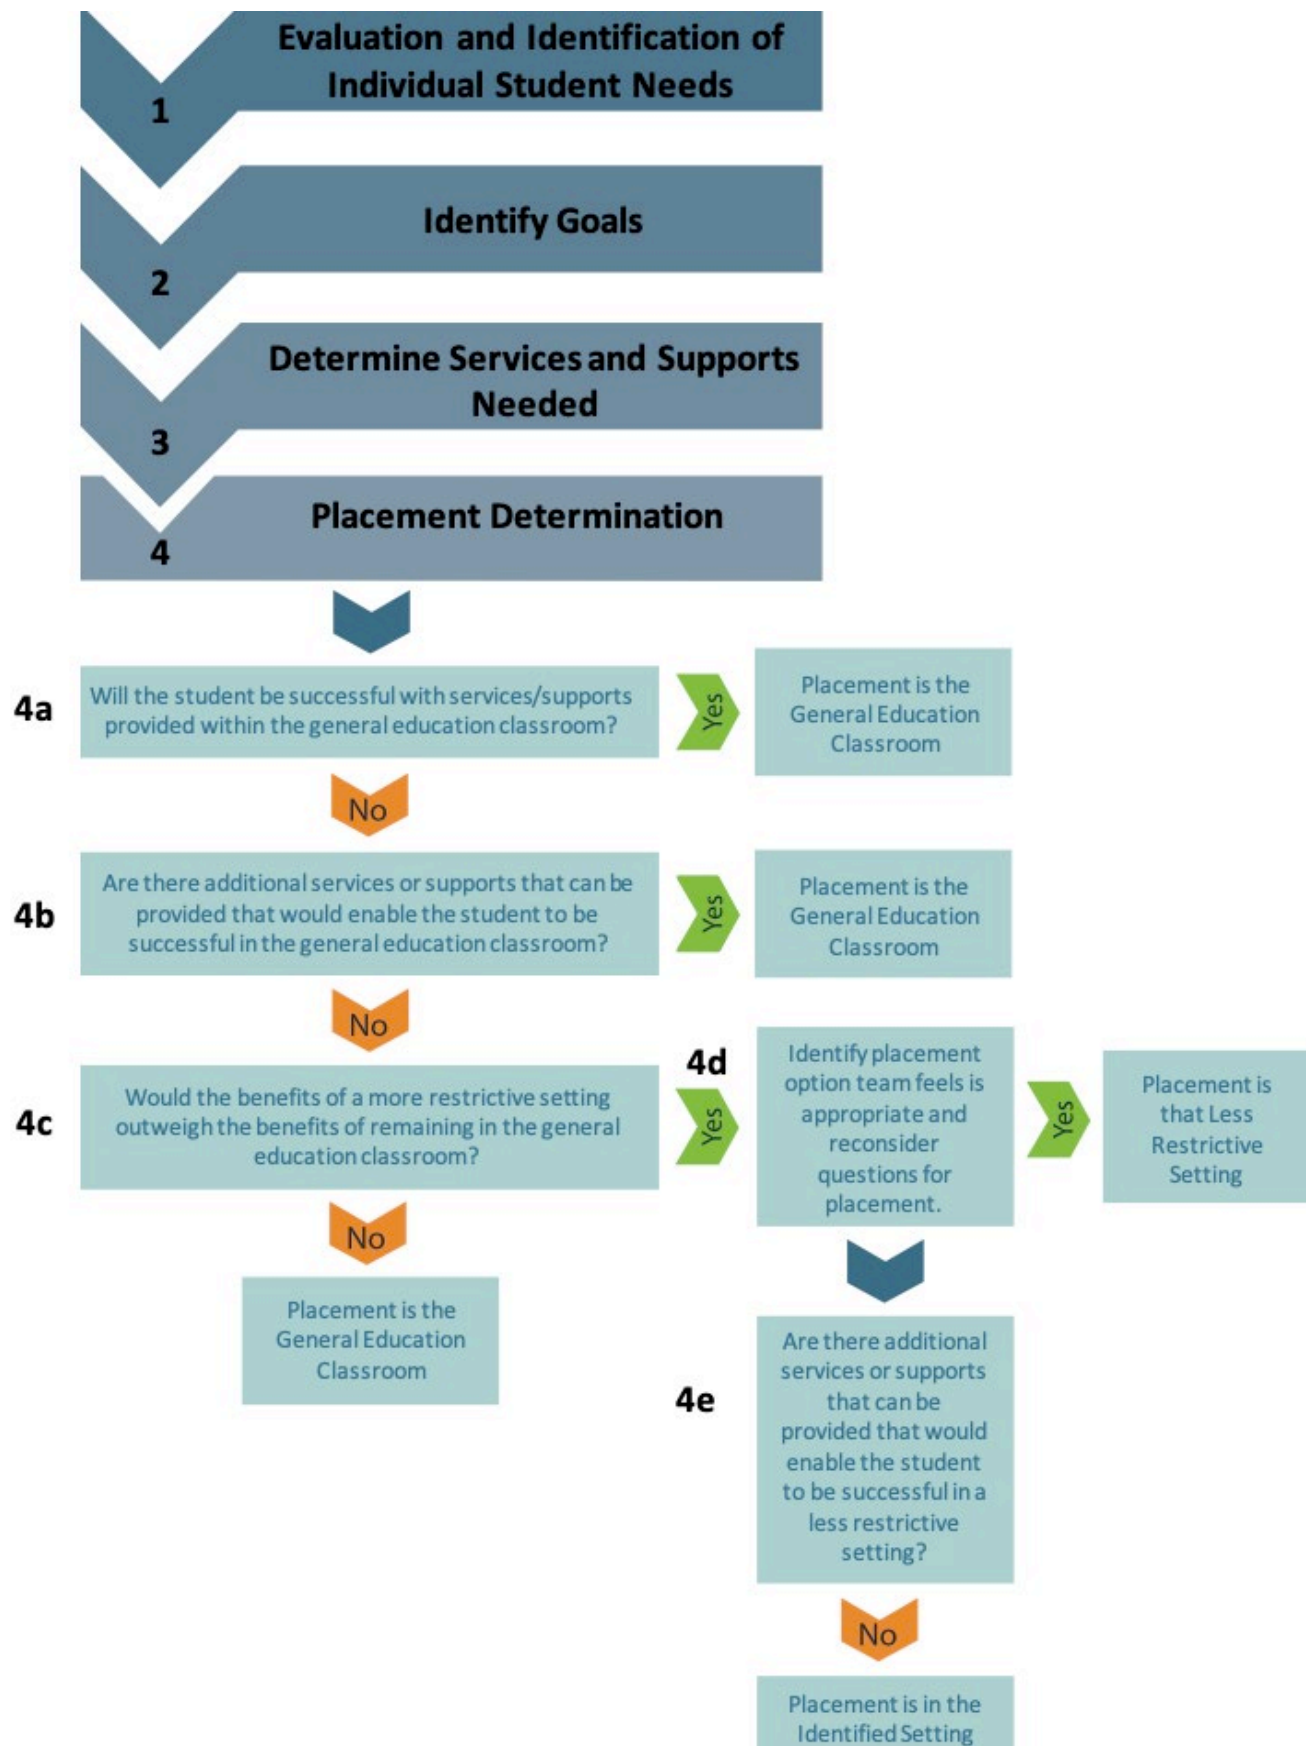 Evaluation and Identification of
Individual Student Needs
1
Identify Goals
2
Determine Services and Supports
Needed
3
Placement Determination
4
4a
Will the student be successful with services/supports
provided within the general education classroom?
Yes
Placement is the
General Education
Classroom
No
4b
Are there additional services or supports that can be
provided that would enable the student to be
successful in the general education classroom?
Yes
Placement is the
General Education
Classroom
No
4c
Would the benefits of a more restrictive setting
outweigh the benefits of remaining in the general
education classroom?
Yes
4d
Identify placement
option team feels is
appropriate and
reconsider
questions for
placement.
Yes
Placement is
that Less
Restrictive
Setting
No
Placement is the
General Education
Classroom
4e
Are there additional
services or supports
that can be
provided that would
enable the student
to be successful in a
less restrictive
setting?
No
Placement is in the
Identified Setting